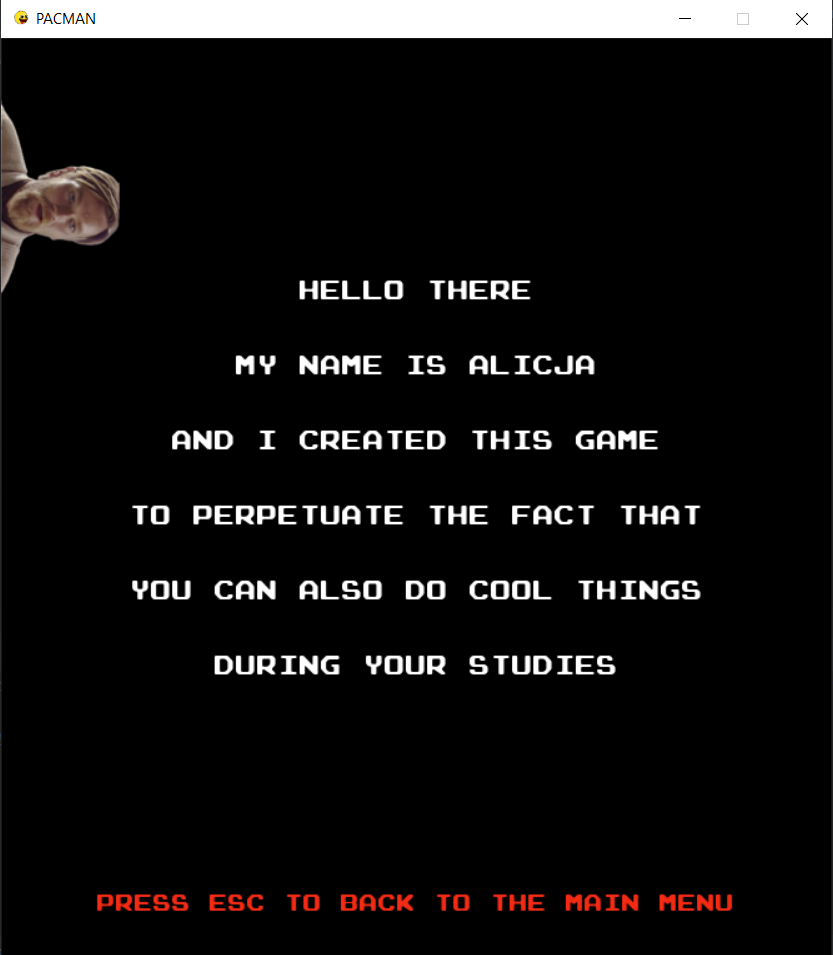 PACMAN
HELLO THERE
MY NAME IS ALICJA
AND I CREATED THIS GAME
TO PERPETUATE THE FACT THAT
YOU CAN ALSO DO COOL THINGS
DURING YOUR STUDIES
PRESS ESC TO BACK TO THE MAIN MENU